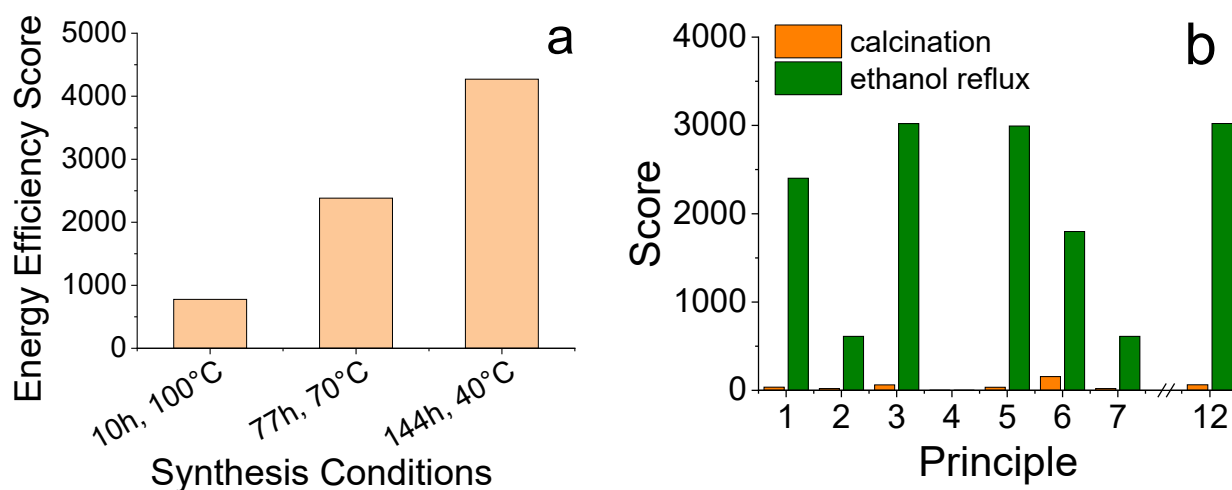 a
Energy Efficiency Score
5000
4000
3000
2000
1000
0
10h, 100°C
77h, 70°C
144h, 40°C
Synthesis Conditions
b
calcination
ethanol reflux
Score
4000
3000
2000
1000
0
1 2 3 4 5 6 7 12
Principle